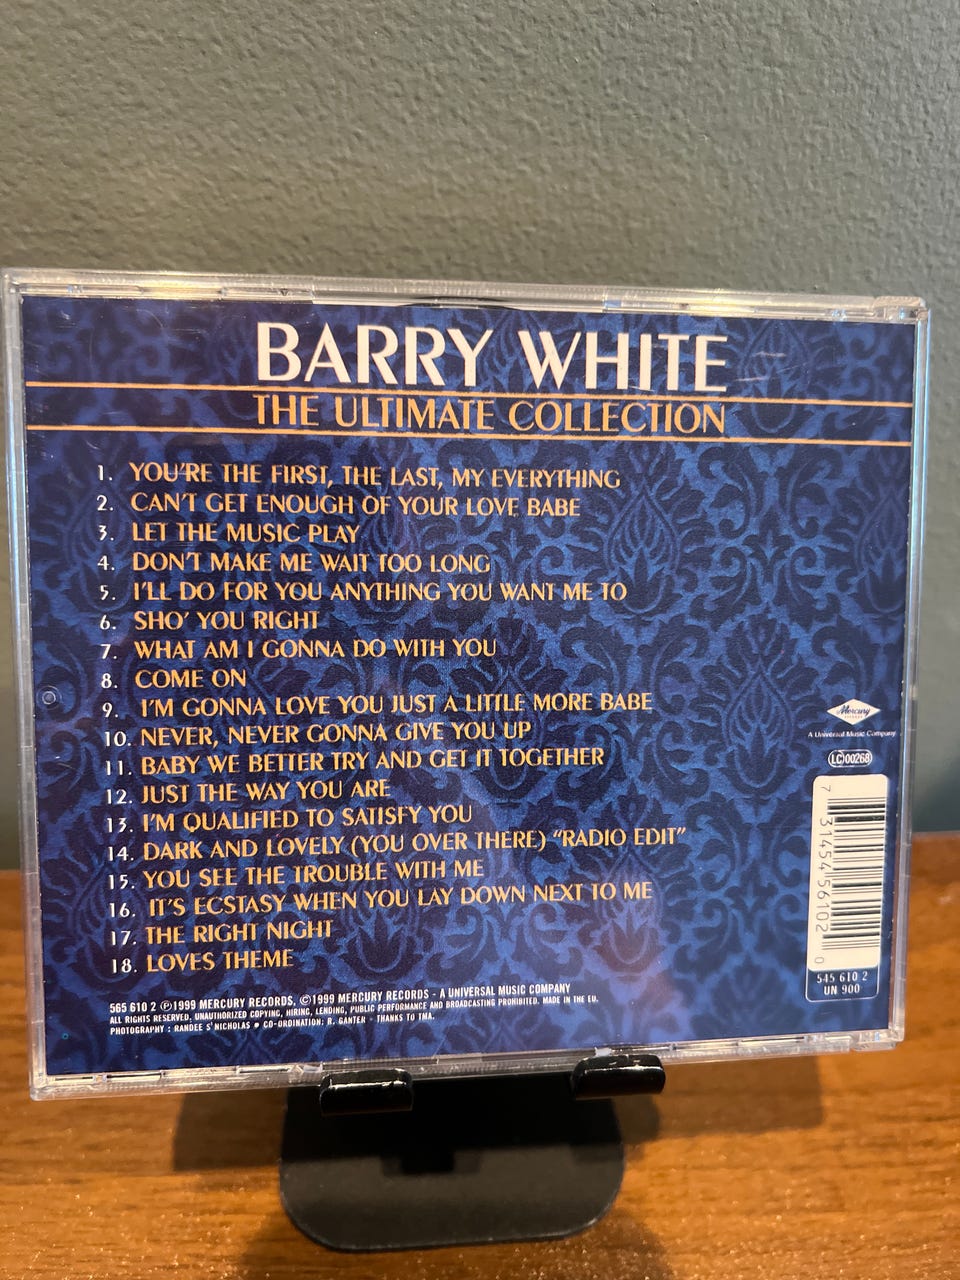 BARRY WHITE
THE ULTIMATE COLLECTION
1. YOU'RE THE FIRST, THE LAST, MY EVERYTHING
2. CAN'T GET ENOUGH OF YOUR LOVE BABE
3. LET THE MUSIC PLAY
4. DON'T MAKE ME WAIT TOO LONG
5. I'LL DO FOR YOU ANYTHING YOU WANT ME TO
6. SHO' YOU RIGHT
7. WHAT AM I GONNA DO WITH YOU
8. COME ON
9. I'M GONNA LOVE YOU JUST A LITTLE MORE BABE
10. NEVER, NEVER GONNA GIVE YOU UP
11. BABY WE BETTER TRY AND GET IT TOGETHER
12. JUST THE WAY YOU ARE
13. I'M QUALIFIED TO SATISFY YOU
14. DARK AND LOVELY (YOU OVER THERE) "RADIO EDIT"
15. YOU SEE THE TROUBLE WITH ME
16. IT'S ECSTASY WHEN YOU LAY DOWN NEXT TO ME
17. THE RIGHT NIGHT
18. LOVES THEME
565 610 2 ℗1999 MERCURY RECORDS, ©1999 MERCURY RECORDS - A UNIVERSAL MUSIC COMPANY
ALL RIGHTS RESERVED. UNAUTHORIZED COPYING, HIRING, LENDING, PUBLIC PERFORMANCE AND BROADCASTING PROHIBITED. MADE IN THE EU.
PHOTOGRAPHY : RANDEE S'NICHOLAS • CO-ORDINATION: R. GANTER - THANKS TO TMA.
Mercury
RECORDS
A Universal Music Company
LC 00268
7 31454 56102 0
545 610 2
UN 900